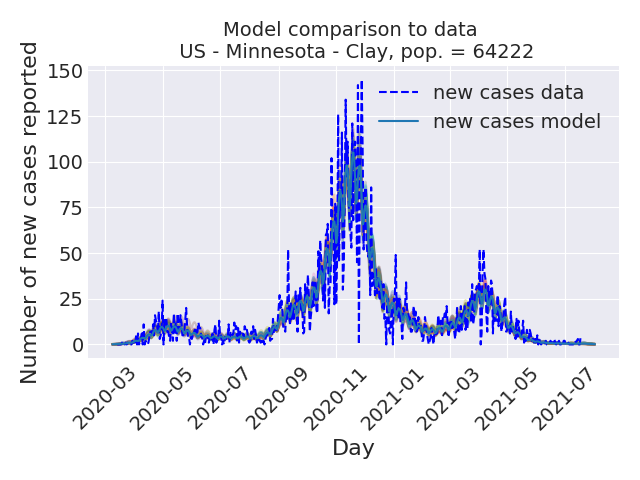 Model comparison to data
US - Minnesota - Clay, pop. = 64222
Number of new cases reported
150
125
100
75
50
25
0
new cases data
new cases model
2020-03
2020-05
2020-07
2020-09
2020-11
2021-01
2021-03
2021-05
2021-07
Day